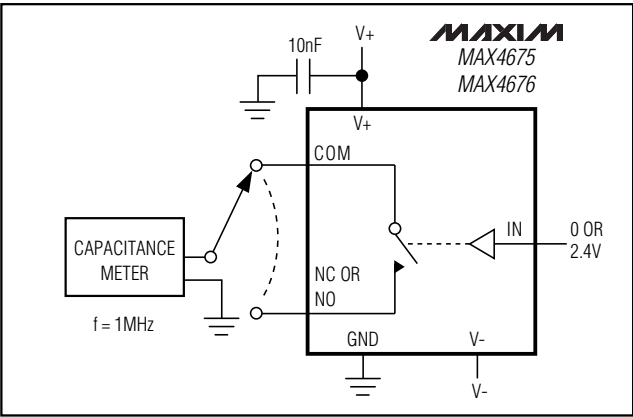 MAXIM
MAX4675
MAX4676
10nF
V+
V+
COM
IN
0 OR
2.4V
CAPACITANCE
METER
f = 1MHz
NC OR
NO
GND
V-
V-